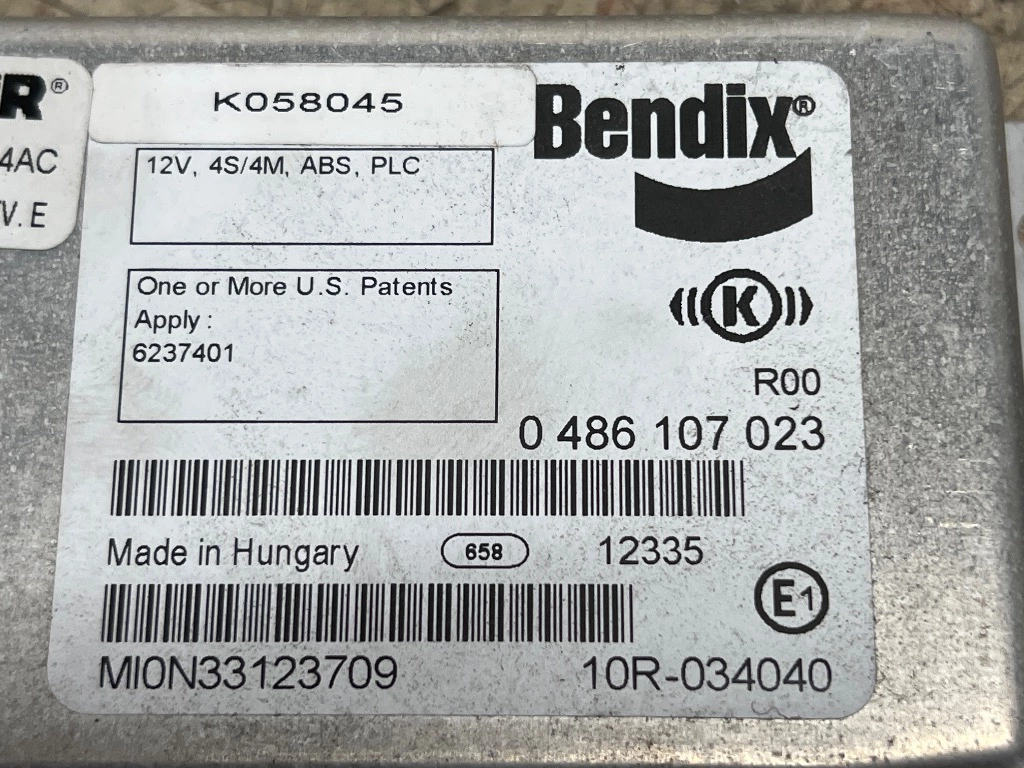 R®
4AC
V. E
K058045
Bendix®
12V, 4S/4M, ABS, PLC
One or More U.S. Patents
Apply :
6237401
K
R00
0 486 107 023
Made in Hungary 658 12335
E1
MI0N33123709 10R-034040